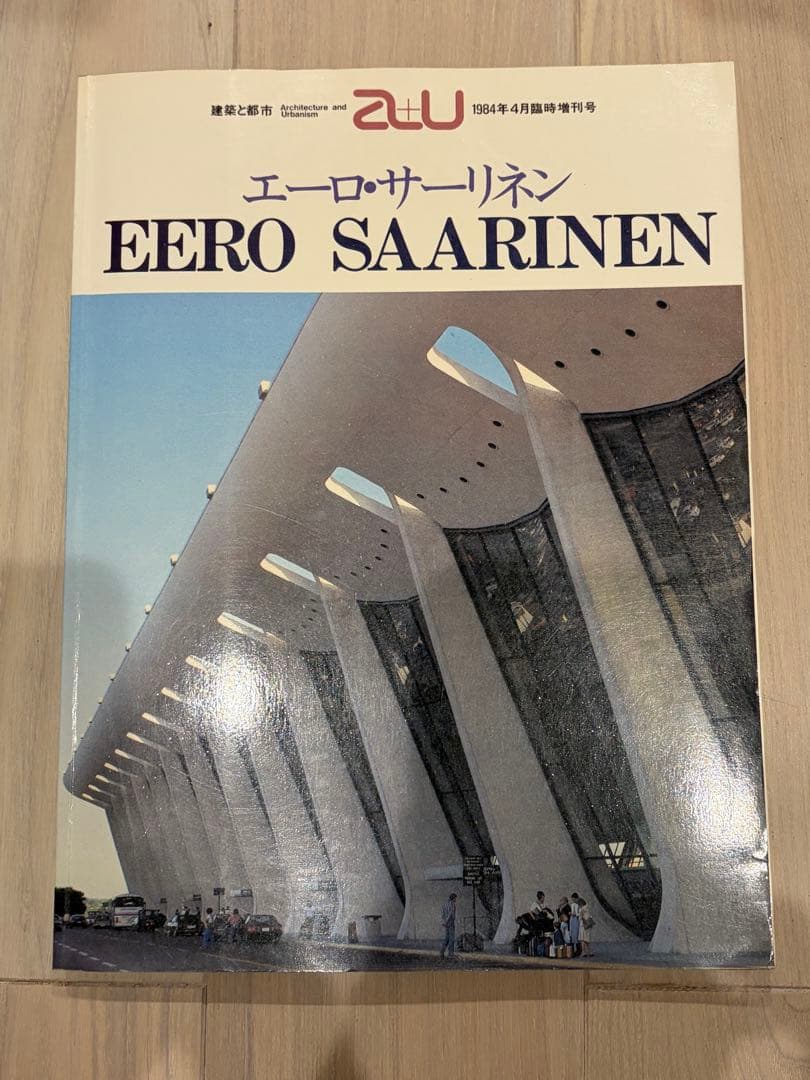 建築と都市 Architecture and Urbanism a+u 1984年4月臨時増刊号
エーロ・サーリネン
EERO SAARINEN